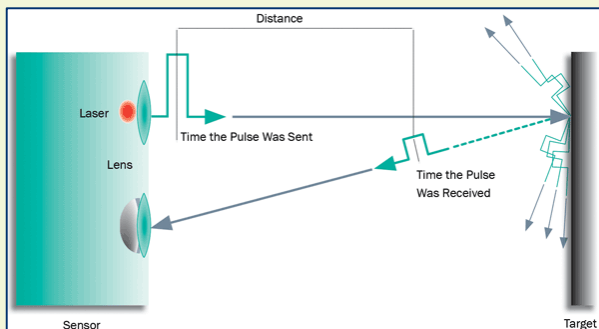 Distance
Laser
Time the Pulse Was Sent
Lens
Time the Pulse
Was Received
Sensor
Target